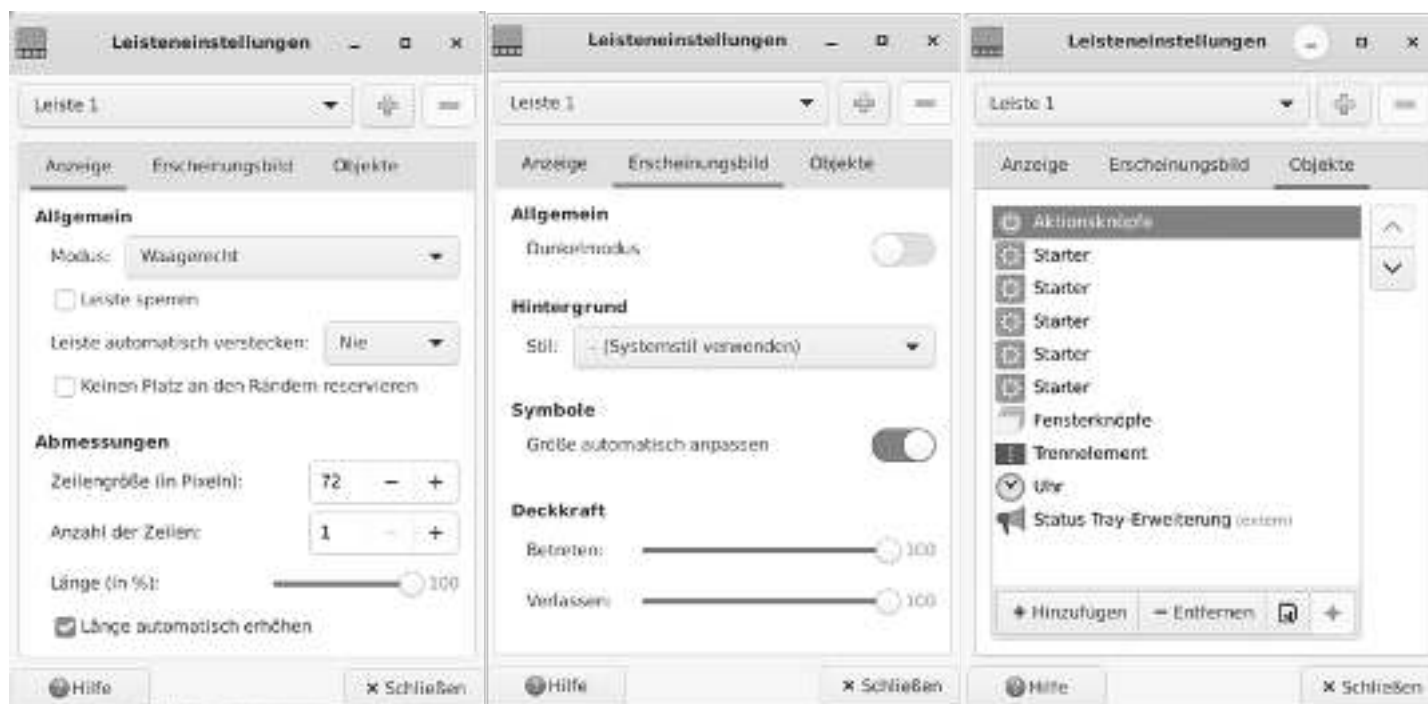 Leisteneinstellungen
Leiste 1
Anzeige Erscheinungsbild Objekte
Allgemein
Modus: Waagerecht
Leiste sperren
Leiste automatisch verstecken: Nie
Keinen Platz an den Rändern reservieren
Abmessungen
Zeilengröße (in Pixeln): 72 - +
Anzahl der Zeilen: 1 - +
Länge (in %): 100
Länge automatisch erhöhen
Hilfe × Schließen
Leisteneinstellungen
Leiste 1
Anzeige Erscheinungsbild Objekte
Allgemein
Dunkelmodus
Hintergrund
Stil: - (Systemstil verwenden)
Symbole
Größe automatisch anpassen
Deckkraft
Betreten: 100
Verlassen: 100
Hilfe × Schließen
Leisteneinstellungen
Leiste 1
Anzeige Erscheinungsbild Objekte
Aktionsknöpfe
Starter
Starter
Starter
Starter
Starter
Fensterknöpfe
Trennelement
Uhr
Status Tray-Erweiterung (extern)
+ Hinzufügen - Entfernen
Hilfe × Schließen